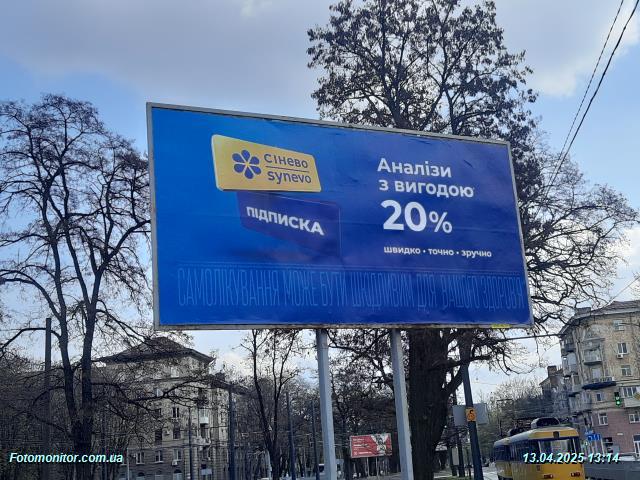 сінево
synevo
підписка
Аналізи
з вигодою
20%
швидко • точно • зручно
САМОЛІКУВАННЯ МОЖЕ БУТИ ШКІДЛИВИМ ДЛЯ ВАШОГО ЗДОРОВ'Я
Fotomonitor.com.ua
13.04.2025 13:14